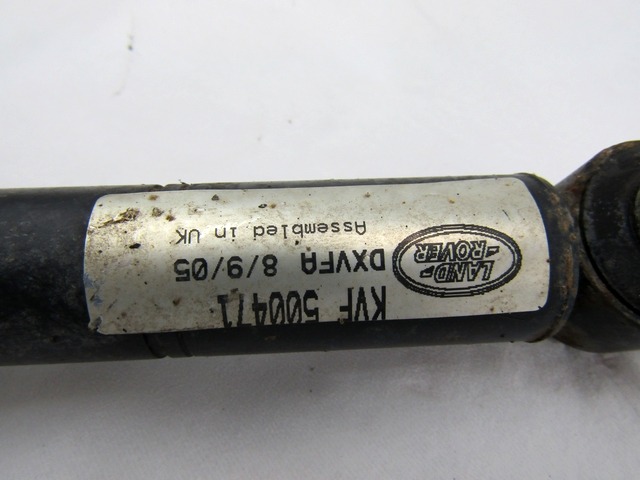 KVF 500471
LAND
ROVER
DXVFA 8/9/05
Assembled in UK